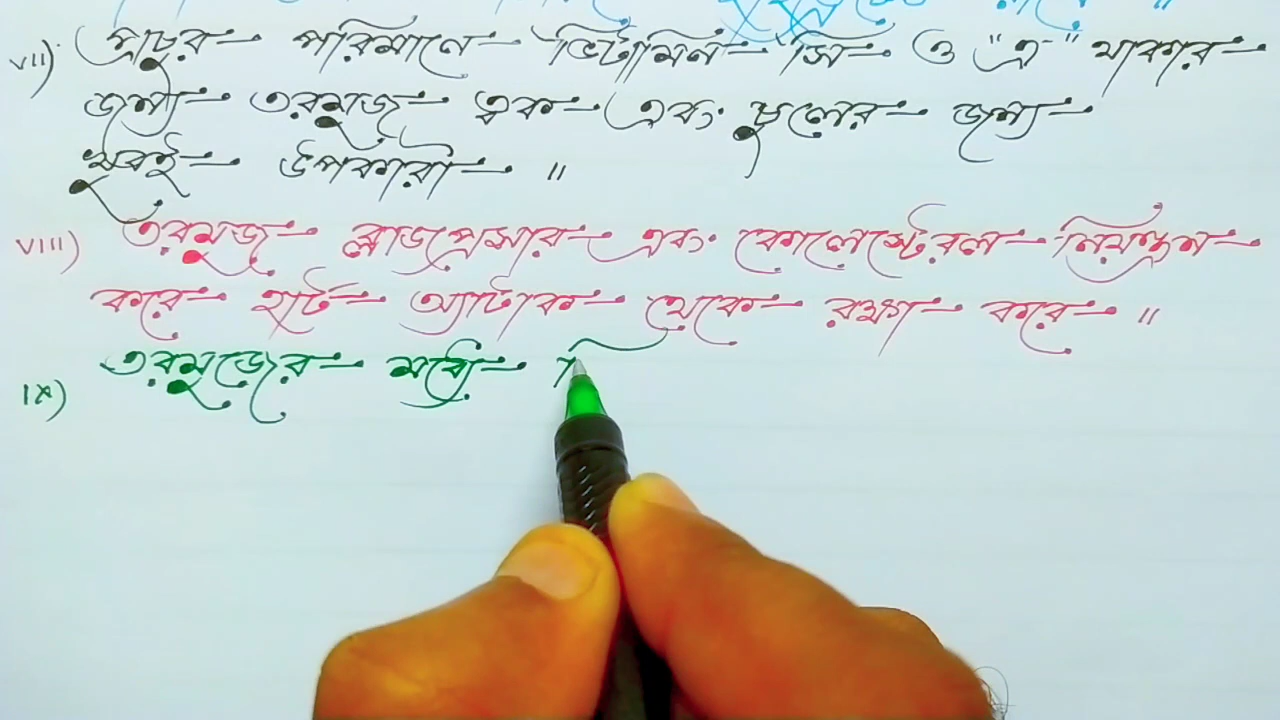 vii) প্রচুর পরিমানে ভিটামিন সি ও "এ" থাকার
জন্য তরমুজ ত্বক এবং চুলের জন্য
খুবই উপকারী ॥
viii) তরমুজ ব্লাডপ্রেসার এবং কোলেস্টেরল নিয়ন্ত্রন
করে হার্ট অ্যাটাক থেকে রক্ষা করে ॥
ix) তরমুজের মধ্যে